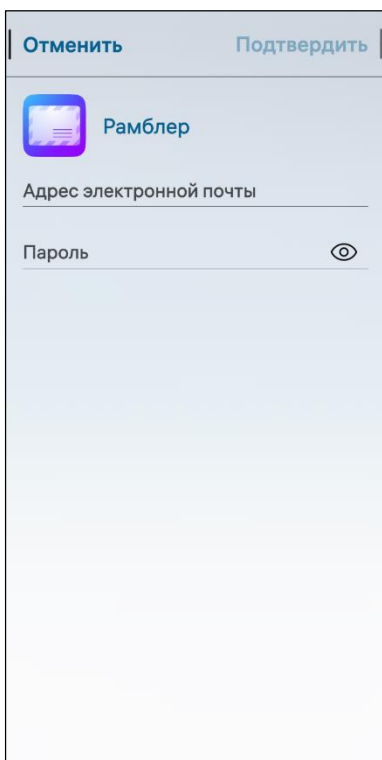 Отменить Подтвердить
Рамблер
Адрес электронной почты
Пароль